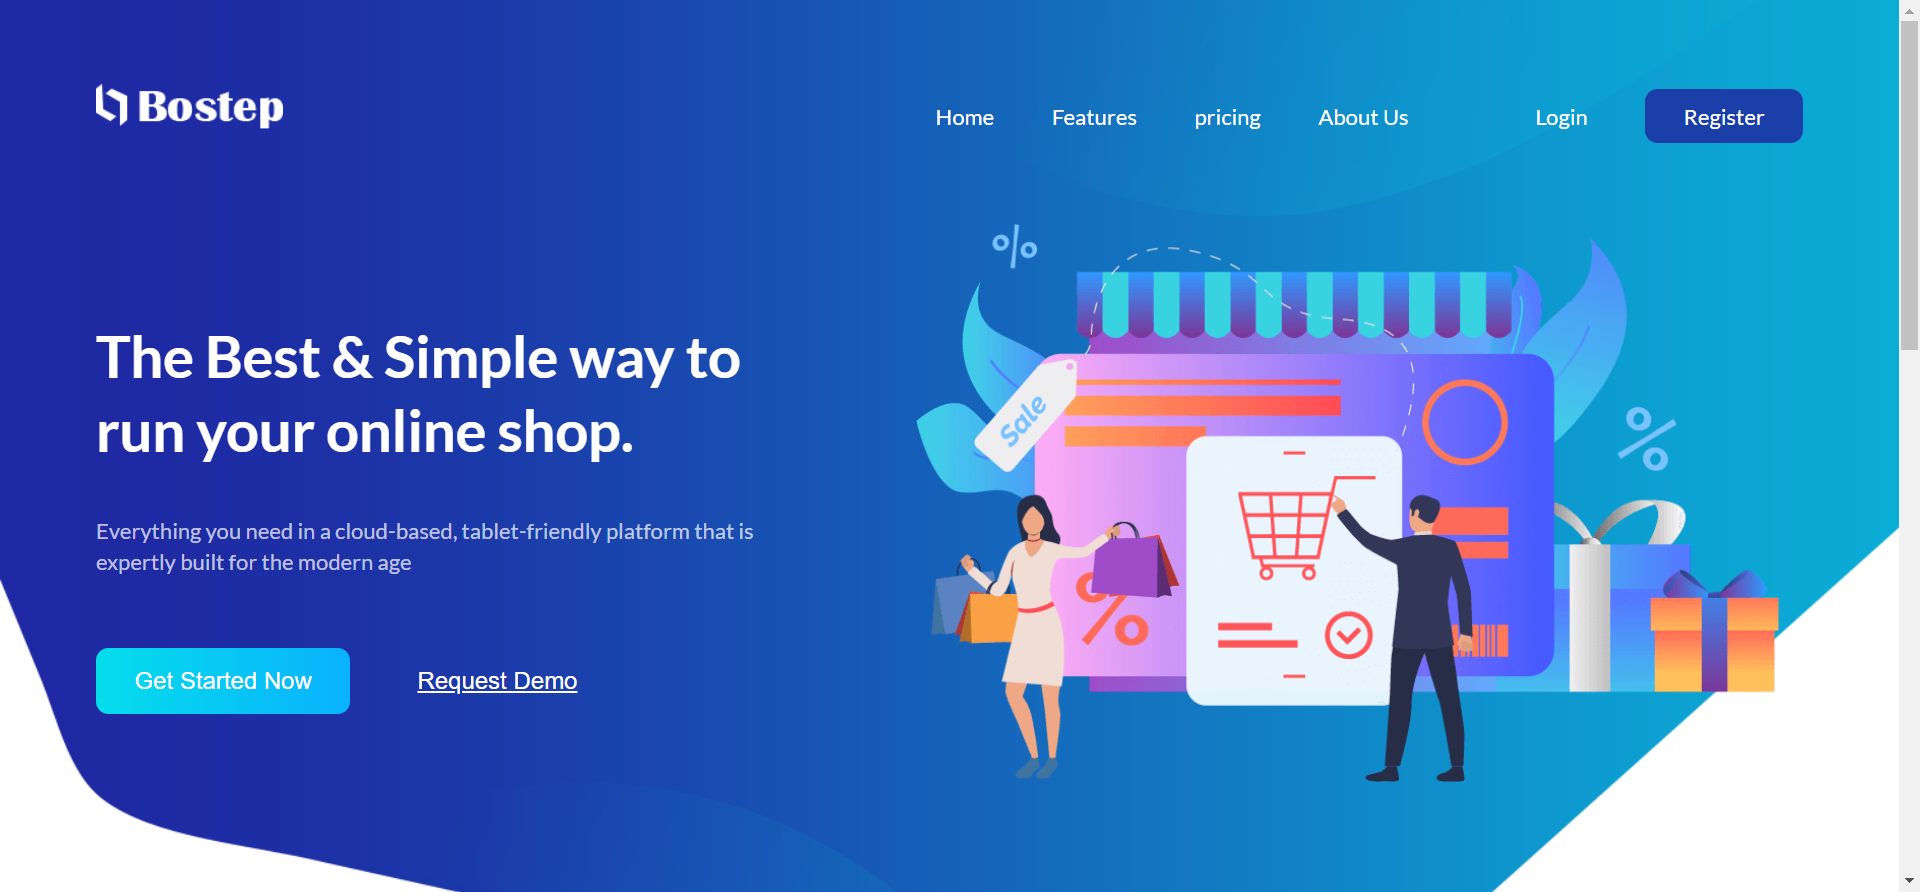 Bostep
Home
Features
pricing
About Us
Login
Register
The Best & Simple way to
run your online shop.
Everything you need in a cloud-based, tablet-friendly platform that is
expertly built for the modern age
Get Started Now
Request Demo
%
Sale
%
%